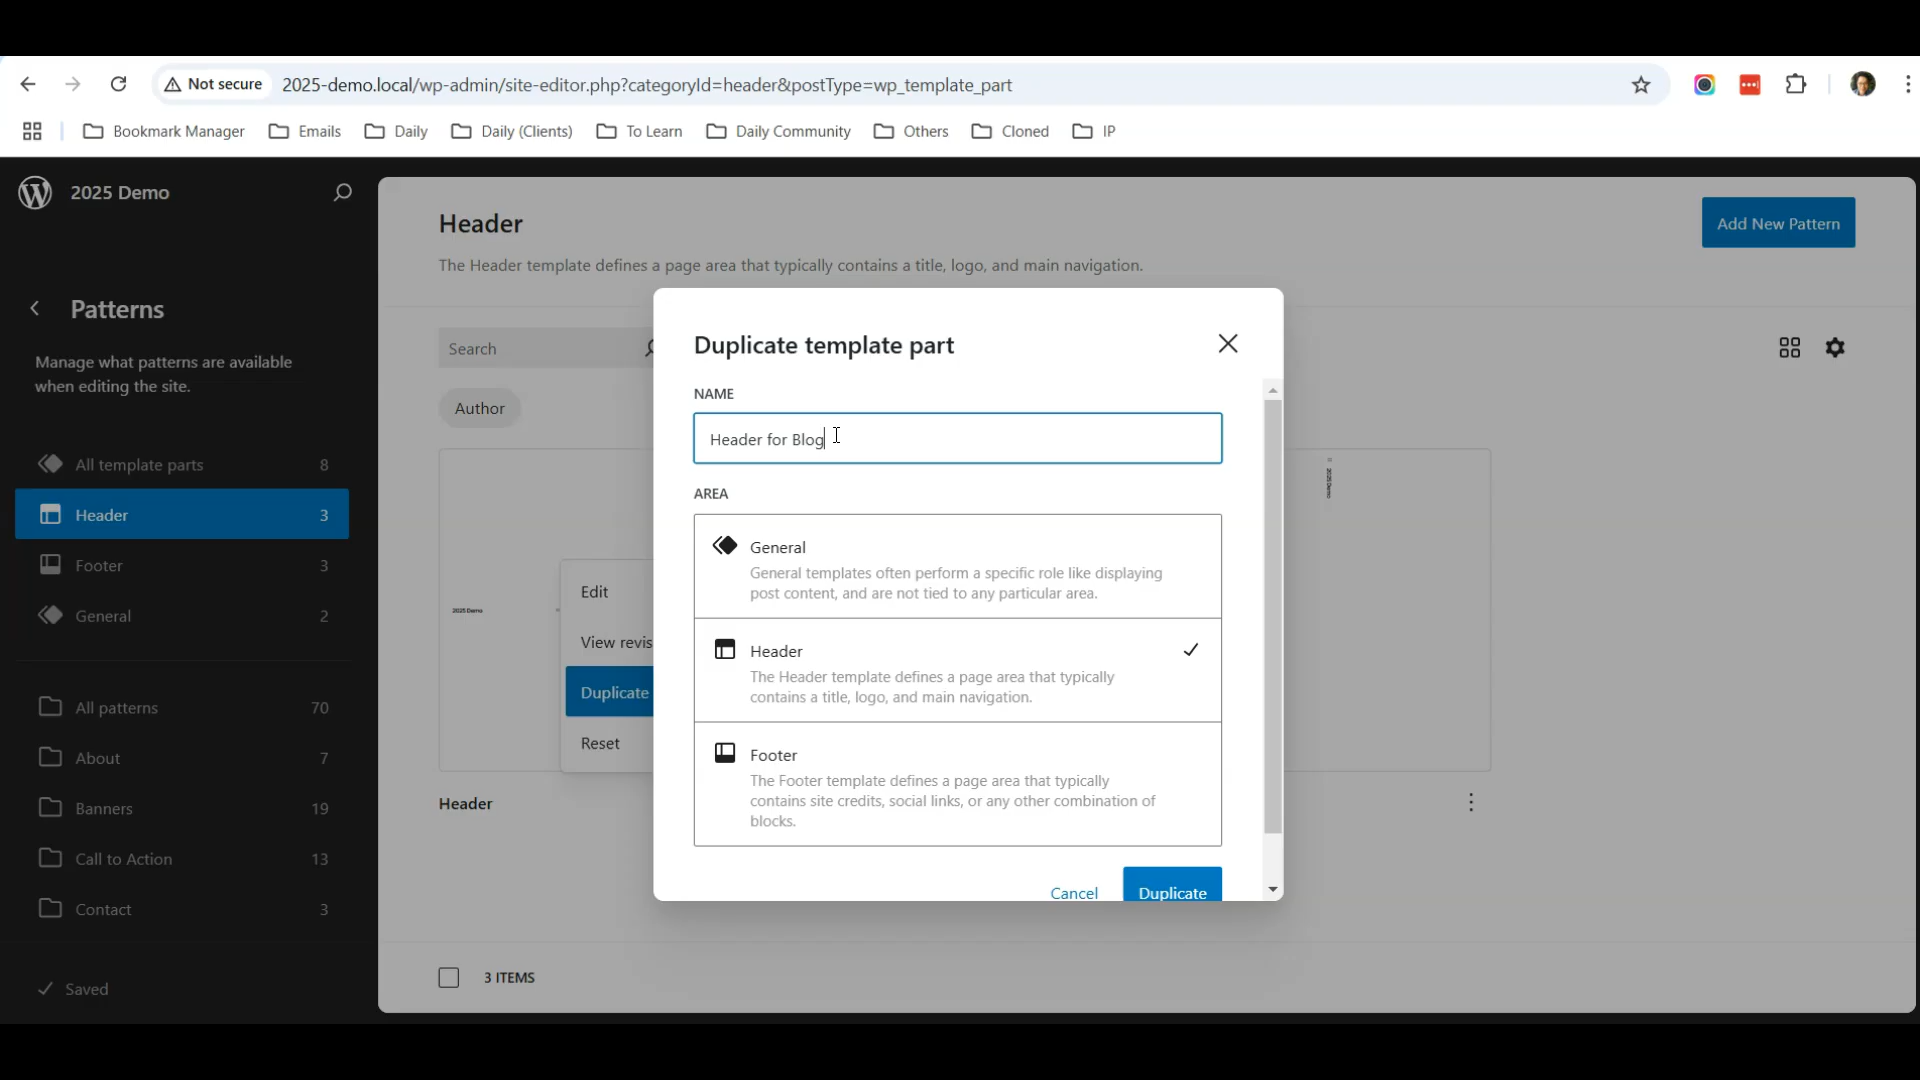 Not secure
2025-demo.local/wp-admin/site-editor.php?categoryId=header&postType=wp_template_part
Bookmark Manager
Emails
Daily
Daily (Clients)
To Learn
Daily Community
Others
Cloned
IP
2025 Demo
Patterns
Manage what patterns are available
when editing the site.
All template parts 8
Header 3
Footer 3
General 2
All patterns 70
About 7
Banners 19
Call to Action 13
Contact 3
Saved
Header
The Header template defines a page area that typically contains a title, logo, and main navigation.
Add New Pattern
Search
Author
2025 Demo
Edit
View revis
Duplicate
Reset
Header
2025 Demo
3 ITEMS
Duplicate template part
NAME
Header for Blog
AREA
General
General templates often perform a specific role like displaying
post content, and are not tied to any particular area.
Header
The Header template defines a page area that typically
contains a title, logo, and main navigation.
Footer
The Footer template defines a page area that typically
contains site credits, social links, or any other combination of
blocks.
Cancel
Duplicate